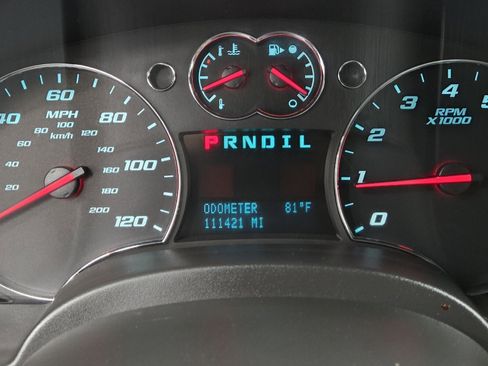 40 60 80 100 120
MPH
100
80 120
60 km/h 140
40 160
20 180
200
PRNDIL
ODOMETER 81°F
111421 MI
0 1 2 3 4 5
RPM
X1000